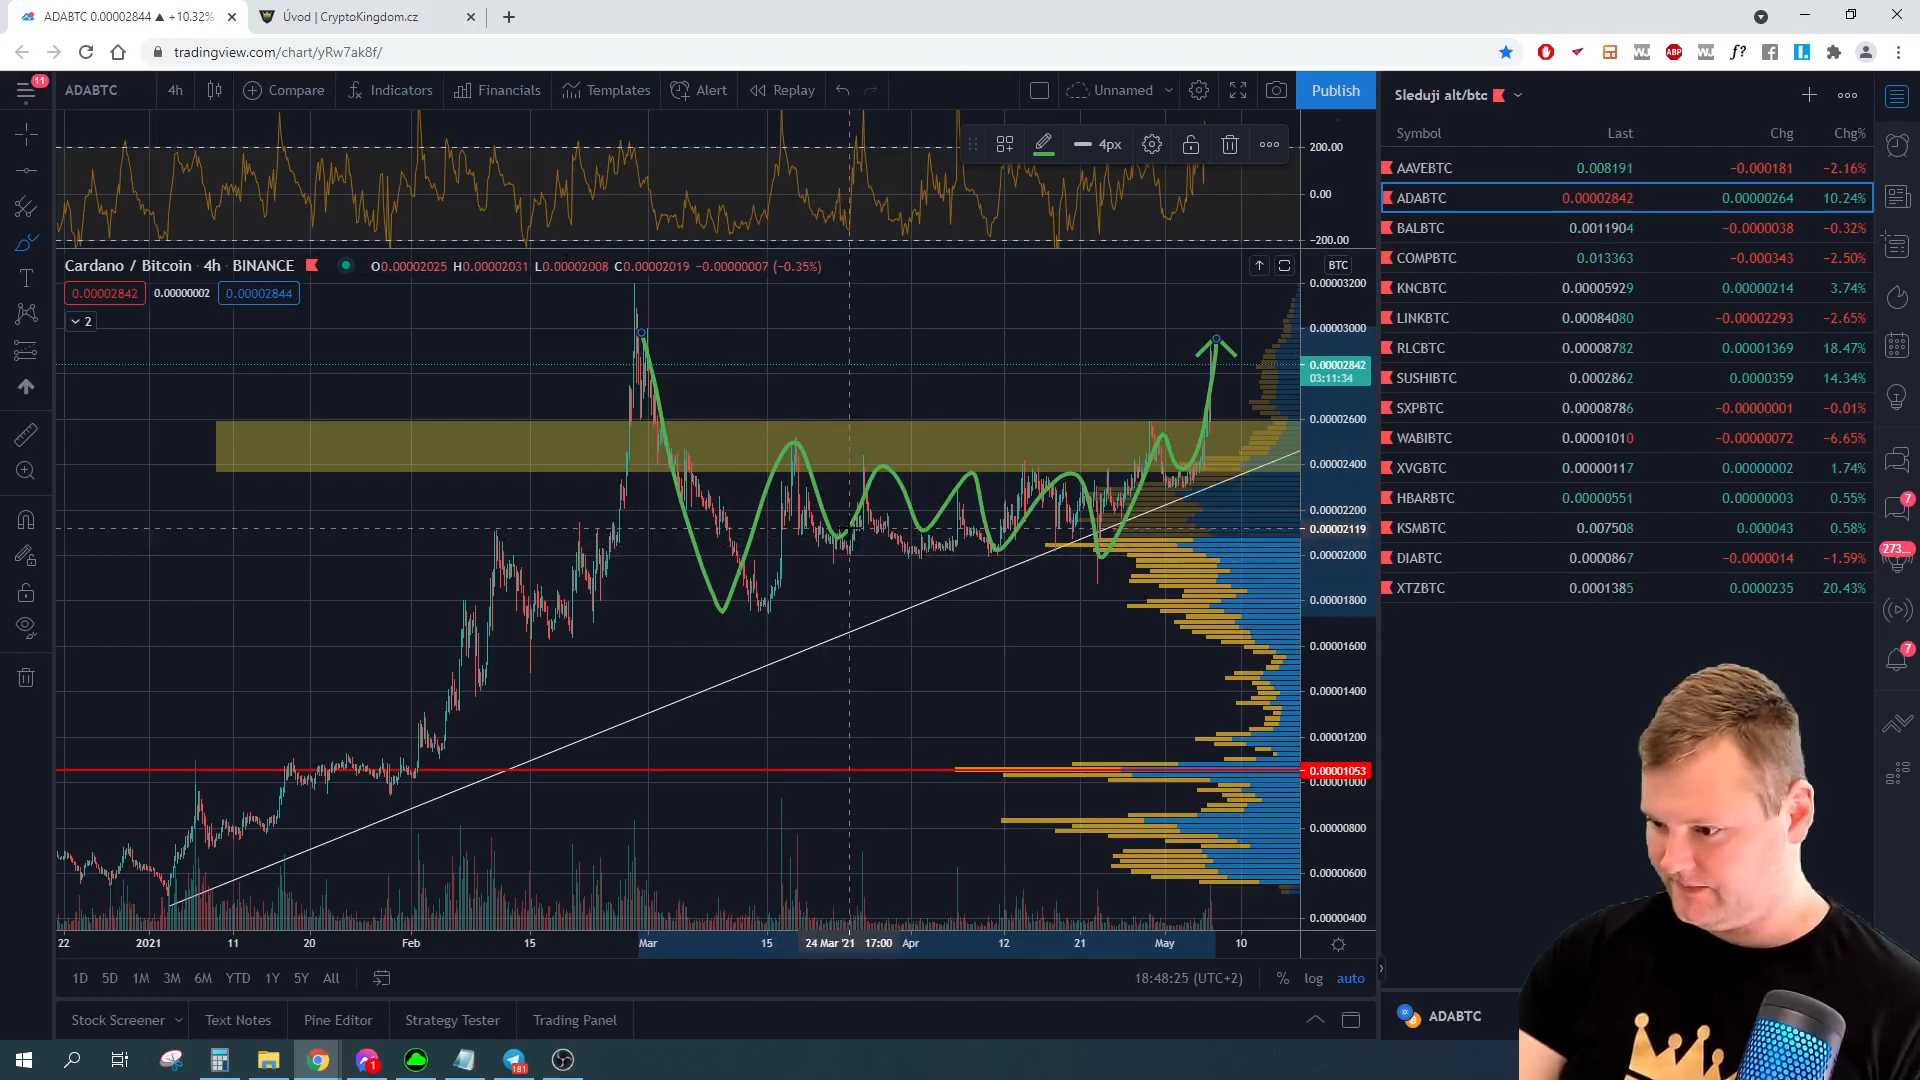 ADABTC 0.00002844 ▲ +10.32%
Úvod | CryptoKingdom.cz
tradingview.com/chart/yRw7ak8f/
11
ADABTC 4h Compare Indicators Financials Templates Alert Replay Unnamed Publish
4px
200.00
0.00
-200.00
Cardano / Bitcoin · 4h · BINANCE O0.00002025 H0.00002031 L0.00002008 C0.00002019 −0.00000007 (−0.35%)
0.00002842 0.00000002 0.00002844
2
BTC
0.00003200
0.00003000
0.00002842
03:11:34
0.00002600
0.00002400
0.00002200
0.00002119
0.00002000
0.00001800
0.00001600
0.00001400
0.00001200
0.00001053
0.00001000
0.00000800
0.00000600
0.00000400
22 2021 11 20 Feb 15 Mar 15 24 Mar '21 17:00 Apr 12 21 May 10
1D 5D 1M 3M 6M YTD 1Y 5Y All
18:48:25 (UTC+2) % log auto
Stock Screener Text Notes Pine Editor Strategy Tester Trading Panel
Sleduji alt/btc
Symbol Last Chg Chg%
AAVEBTC 0.008191 −0.000181 −2.16%
ADABTC 0.00002842 0.00000264 10.24%
BALBTC 0.0011904 −0.0000038 −0.32%
COMPBTC 0.013363 −0.000343 −2.50%
KNCBTC 0.00005929 0.00000214 3.74%
LINKBTC 0.00084080 −0.00002293 −2.65%
RLCBTC 0.00008782 0.00001369 18.47%
SUSHIBTC 0.0002862 0.0000359 14.34%
SXPBTC 0.00008786 −0.00000001 −0.01%
WABIBTC 0.00001010 −0.00000072 −6.65%
XVGBTC 0.00000117 0.00000002 1.74%
HBARBTC 0.00000551 0.00000003 0.55%
KSMBTC 0.007508 0.000043 0.58%
DIABTC 0.0000867 −0.0000014 −1.59%
XTZBTC 0.0001385 0.0000235 20.43%
7
273...
7
ADABTC
1
181